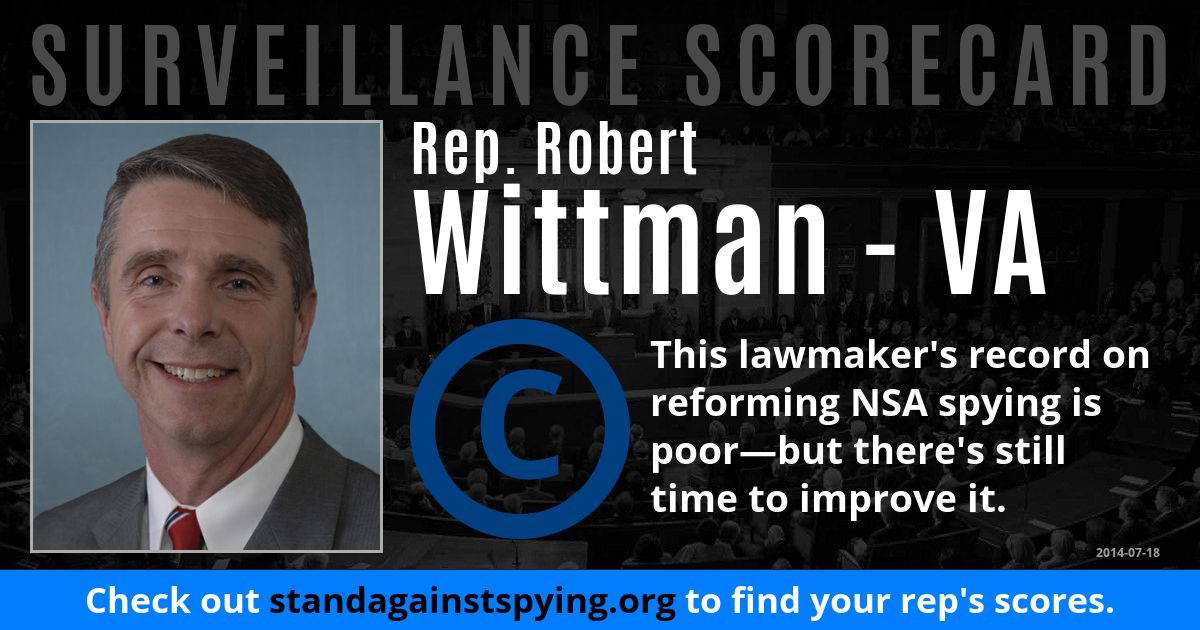 SURVEILLANCE SCORECARD
Rep. Robert
Wittman - VA
C
This lawmaker's record on
reforming NSA spying is
poor—but there's still
time to improve it.
2014-07-18
Check out standagainstspying.org to find your rep's scores.